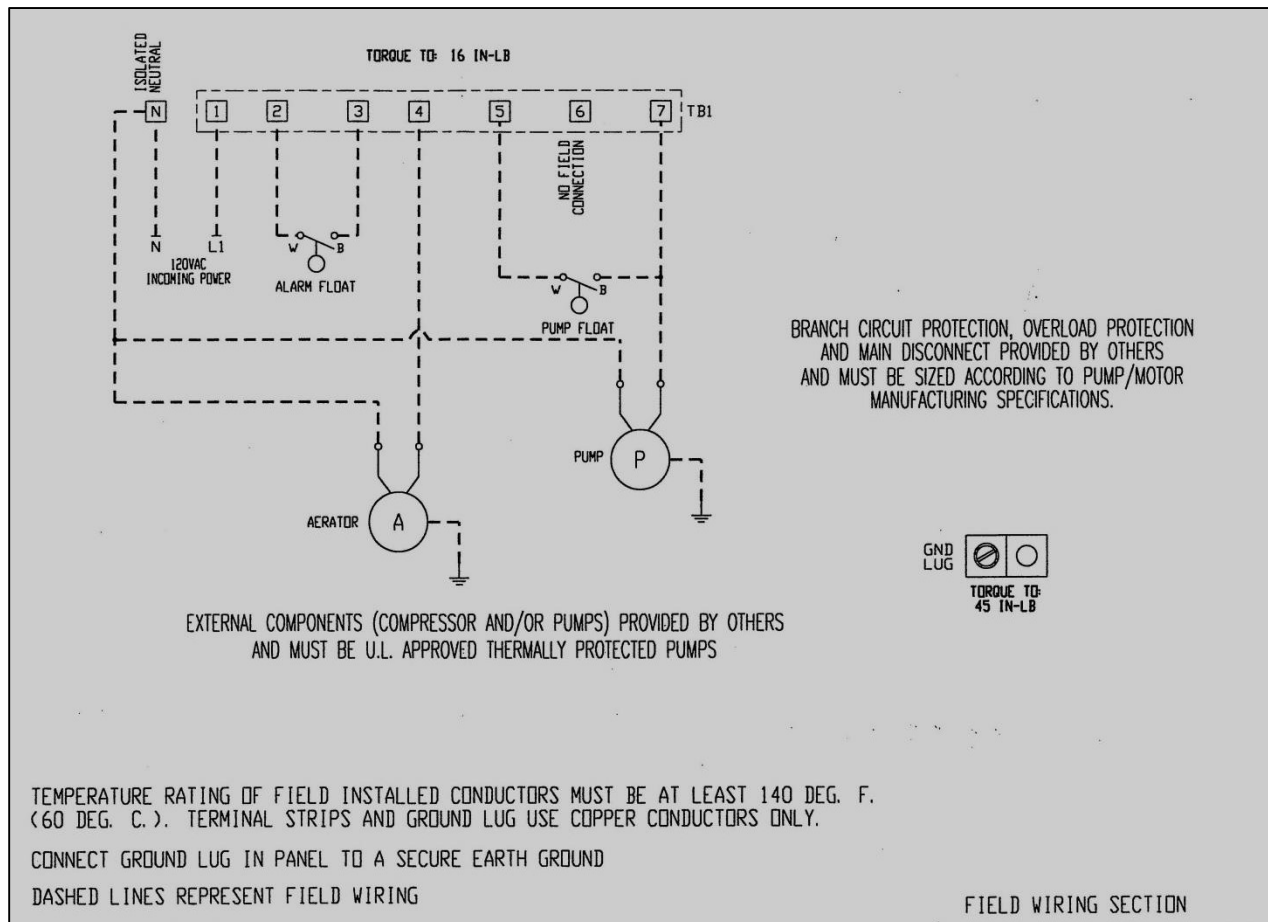 ISOLATED
NEUTRAL
TORQUE TO: 16 IN-LB
N 1 2 3 4 5 6 7 TB1
NO FIELD
CONNECTION
N L1
120VAC
INCOMING POWER
W B
ALARM FLOAT
W B
PUMP FLOAT
BRANCH CIRCUIT PROTECTION, OVERLOAD PROTECTION
AND MAIN DISCONNECT PROVIDED BY OTHERS
AND MUST BE SIZED ACCORDING TO PUMP/MOTOR
MANUFACTURING SPECIFICATIONS.
PUMP P
AERATOR A
GND
LUG
TORQUE TO:
45 IN-LB
EXTERNAL COMPONENTS (COMPRESSOR AND/OR PUMPS) PROVIDED BY OTHERS
AND MUST BE U.L. APPROVED THERMALLY PROTECTED PUMPS
TEMPERATURE RATING OF FIELD INSTALLED CONDUCTORS MUST BE AT LEAST 140 DEG. F.
(60 DEG. C.). TERMINAL STRIPS AND GROUND LUG USE COPPER CONDUCTORS ONLY.
CONNECT GROUND LUG IN PANEL TO A SECURE EARTH GROUND
DASHED LINES REPRESENT FIELD WIRING
FIELD WIRING SECTION